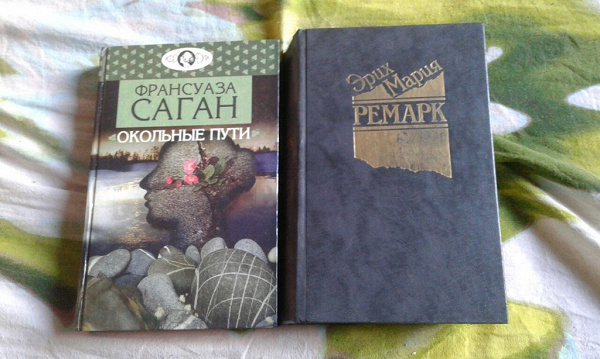 ФРАНСУАЗА
САГАН
ОКОЛЬНЫЕ ПУТИ
Эрих
Мария
РЕМАРК